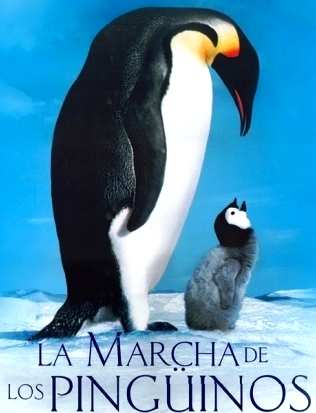 LA MARCHA DE
LOS PINGÜINOS